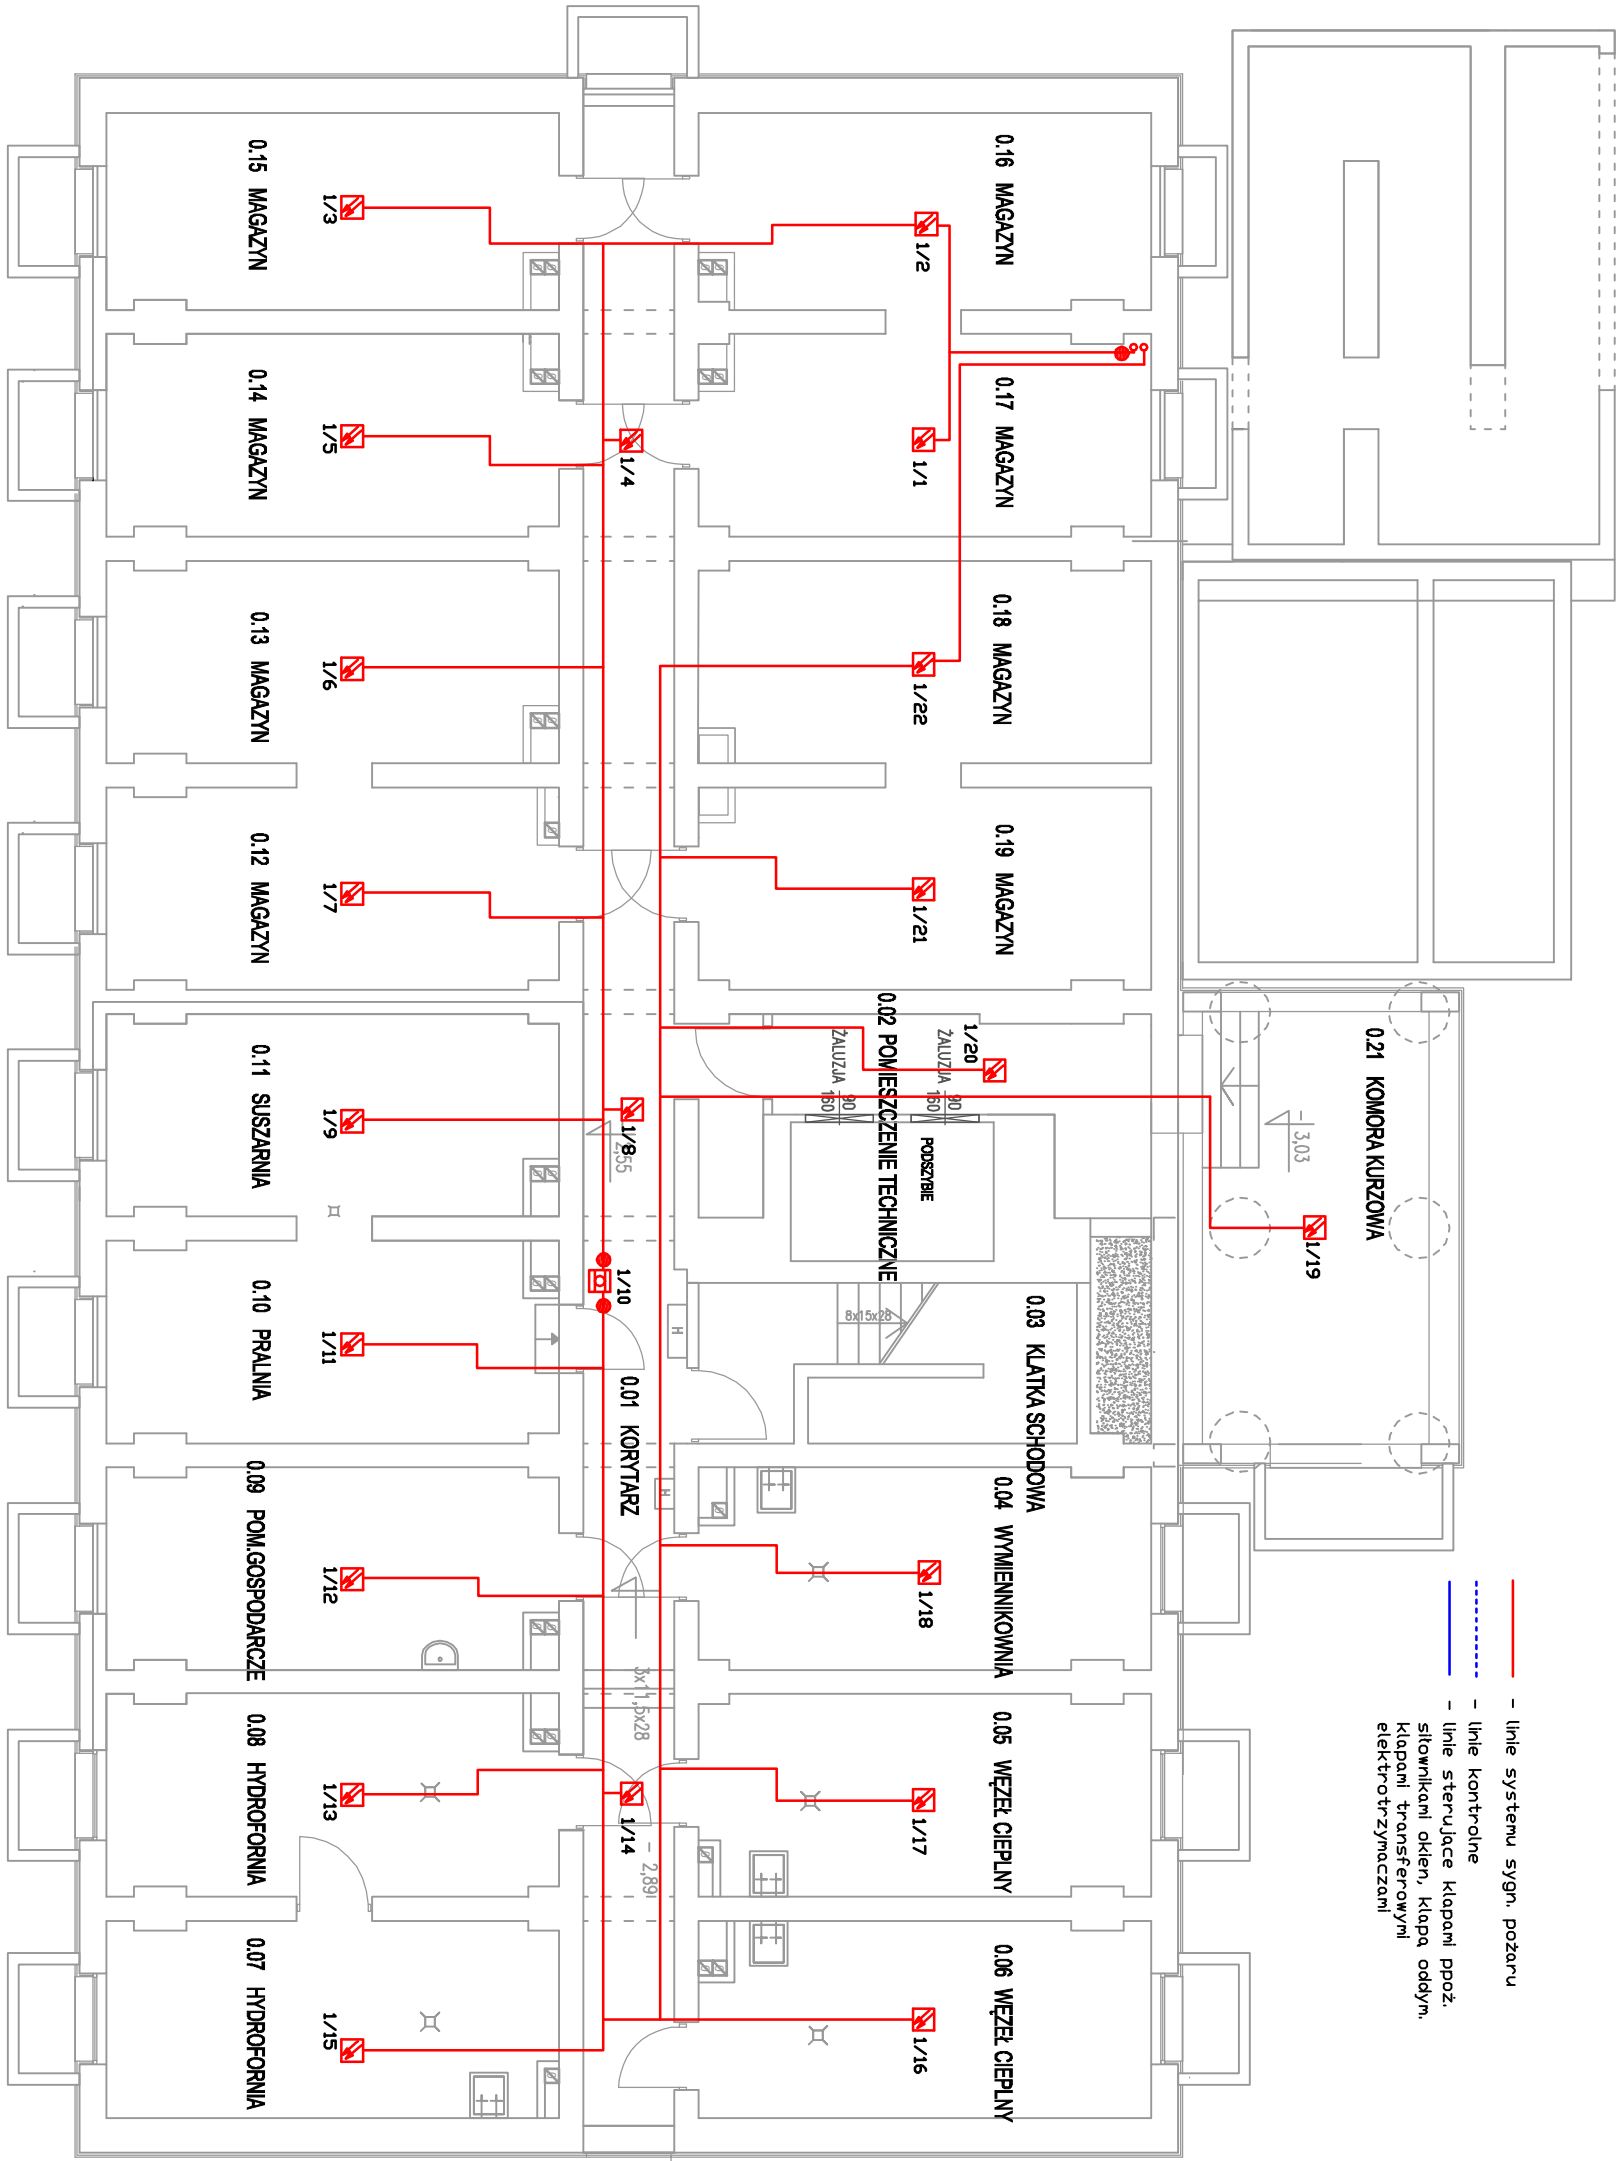 0.15 MAGAZYN
1/3
0.16 MAGAZYN
1/2
0.14 MAGAZYN
1/5
1/4
1/1
0.17 MAGAZYN
0.13 MAGAZYN
1/6
1/22
0.18 MAGAZYN
0.12 MAGAZYN
1/7
1/21
0.19 MAGAZYN
0.11 SUSZARNIA
1/9
1/8
2,55
0.02 POMIESZCZENIE TECHNICZNE
ŻALUZJA 90
160
ŻALUZJA 90
160
1/20
PODSZYBIE
0.21 KOMORA KURZOWA
- 3,03
1/19
0.10 PRALNIA
1/11
1/10
H
8x15x28
0.03 KLATKA SCHODOWA
0.01 KORYTARZ
H
0.09 POM.GOSPODARCZE
1/12
1/18
0.04 WYMIENNIKOWNIA
3x11,5x28
0.08 HYDROFORNIA
1/13
1/14
- 2,89
1/17
0.05 WĘZEŁ CIEPLNY
0.07 HYDROFORNIA
1/15
1/16
0.06 WĘZEŁ CIEPLNY
- linie systemu sygn. pożaru
- linie kontrolne
- linie sterujące klapami ppoż.
siłownikami okien, klapą oddym.
klapami transferowymi
elektrotrzymaczami